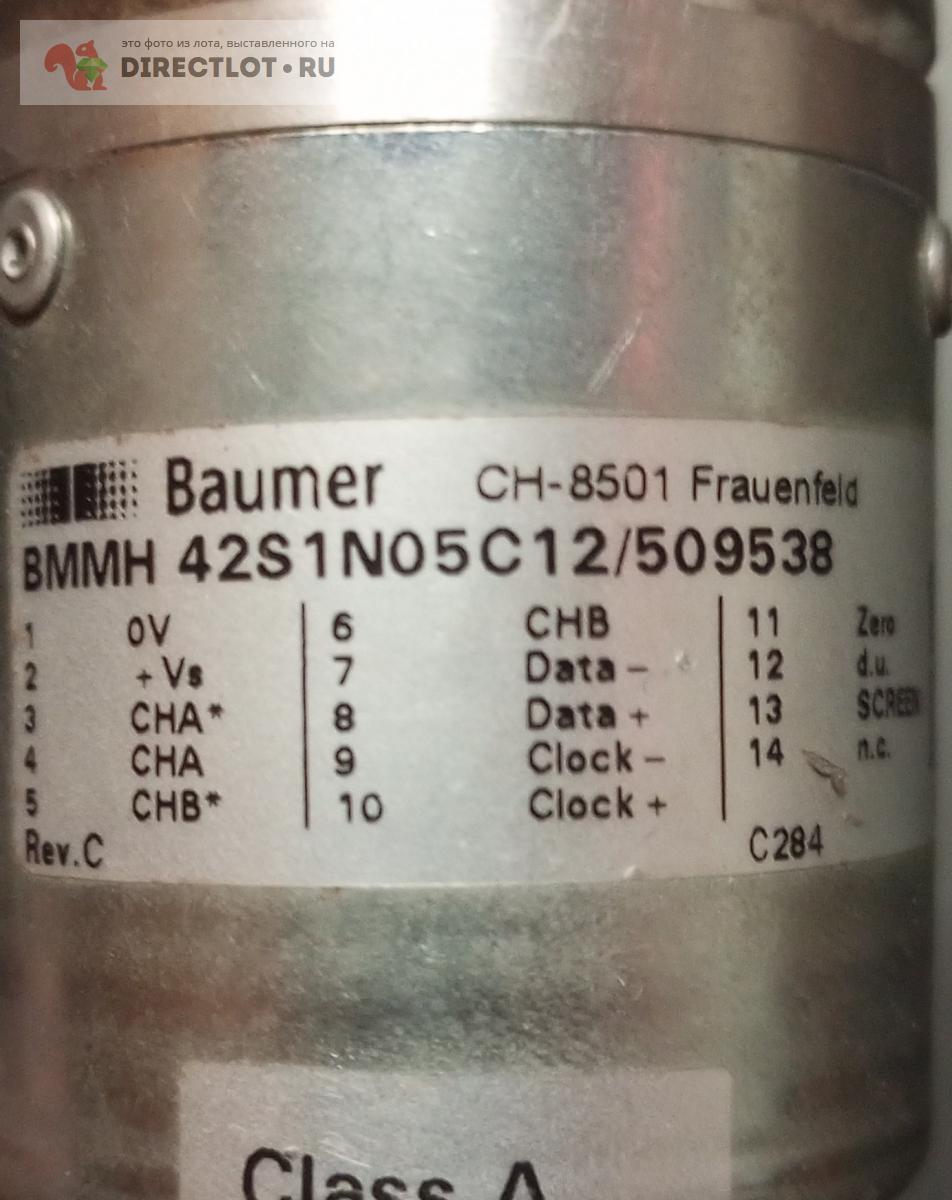 это фото из лота, выставленного на
DIRECTLOT•RU
Baumer CH-8501 Frauenfeld
BMMH 42S1N05C12/509538
1 0V 6 CHB 11 Zero
2 +Vs 7 Data - 12 d.u.
3 CHA* 8 Data + 13 SCREEN
4 CHA 9 Clock - 14 n.c.
5 CHB* 10 Clock +
Rev.C C284
Class A